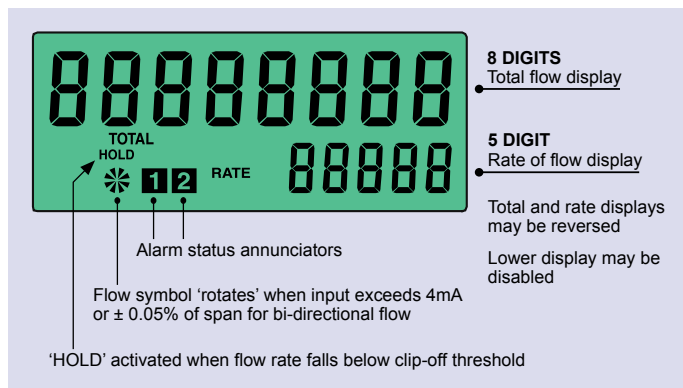 88888888
8 DIGITS
Total flow display
TOTAL
HOLD
1 2
RATE
88888
5 DIGIT
Rate of flow display
Total and rate displays
may be reversed
Lower display may be
disabled
Alarm status annunciators
Flow symbol ‘rotates’ when input exceeds 4mA
or ± 0.05% of span for bi-directional flow
‘HOLD’ activated when flow rate falls below clip-off threshold